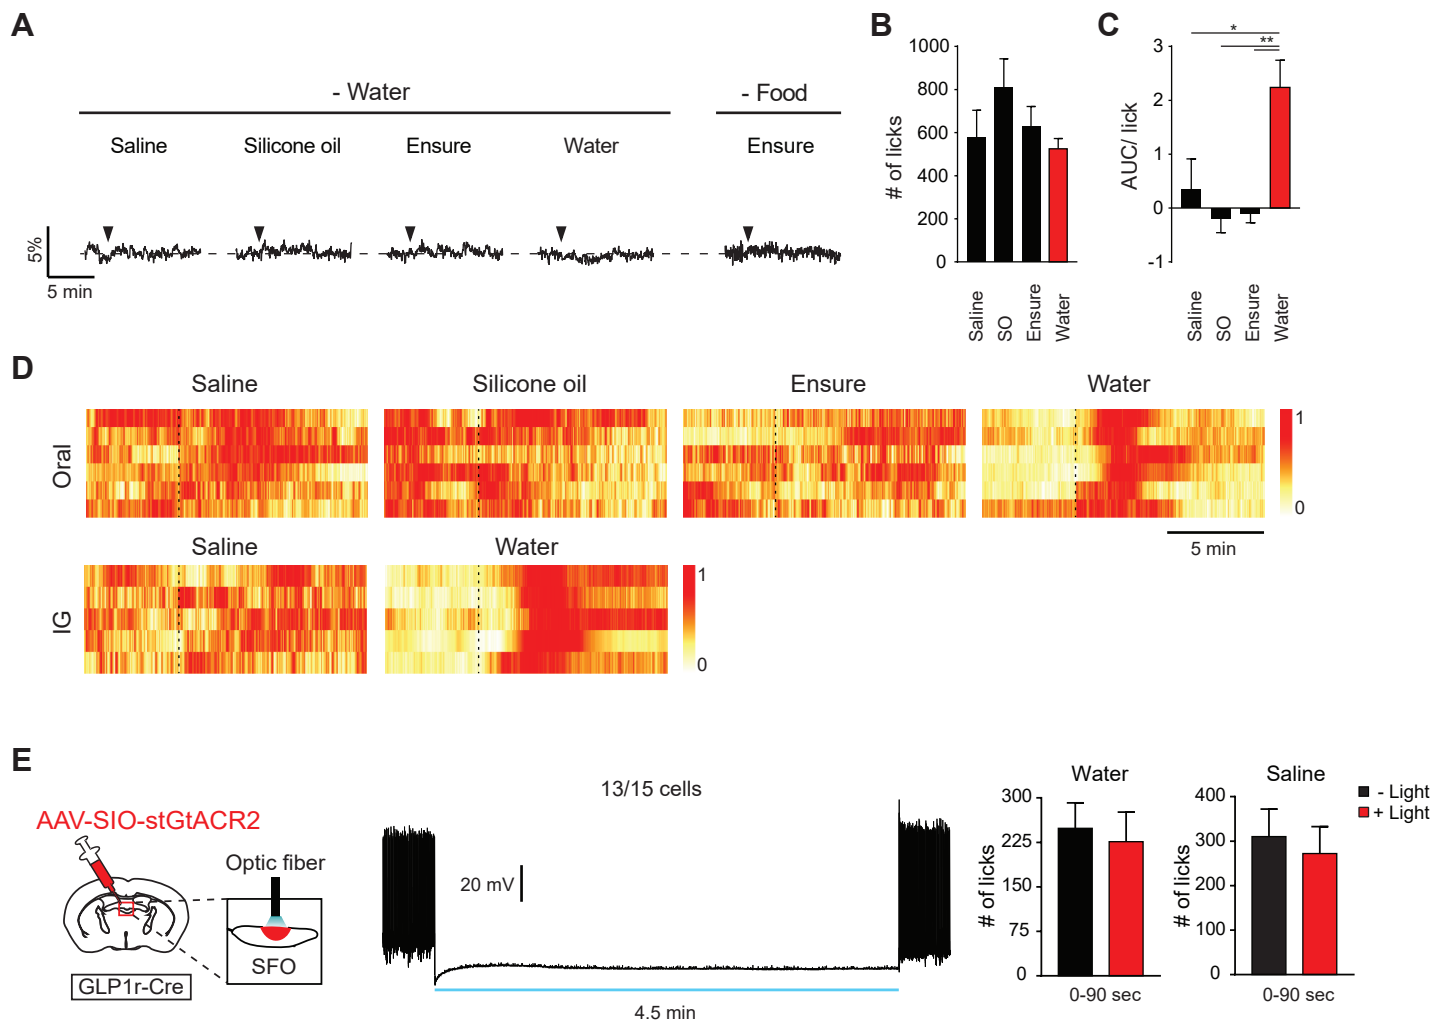 A
- Water
- Food
Saline
Silicone oil
Ensure
Water
Ensure
5%
5 min
B
# of licks
1000
800
600
400
200
0
Saline
SO
Ensure
Water
C
AUC/ lick
3
2
1
0
-1
*
**
Saline
SO
Ensure
Water
D
Saline
Silicone oil
Ensure
Water
Oral
1
0
5 min
Saline
Water
IG
1
0
E
AAV-SIO-stGtACR2
Optic fiber
SFO
GLP1r-Cre
13/15 cells
20 mV
4.5 min
Water
# of licks
300
225
150
75
0
0-90 sec
Saline
# of licks
400
300
200
100
0
0-90 sec
- Light
+ Light